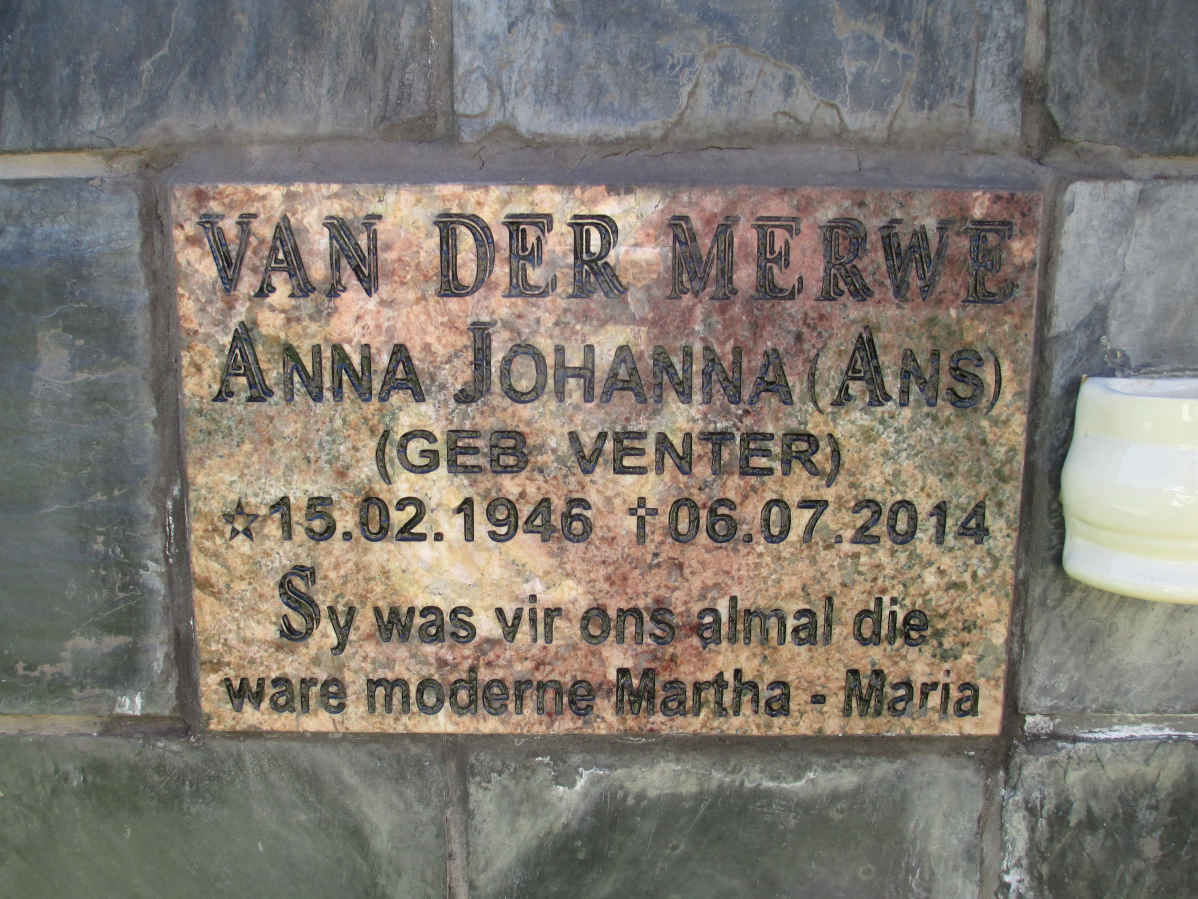 VAN DER MERWE
ANNA JOHANNA (ANS)
(GEB VENTER)
☆15.02.1946 ✝06.07.2014
Sy was vir ons almal die
ware moderne Martha - Maria